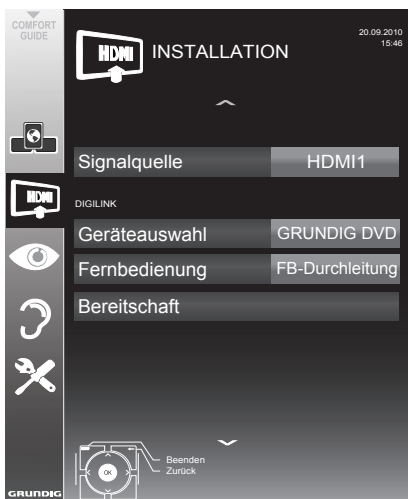 COMFORT
GUIDE
HDMI INSTALLATION
20.09.2010
15:46
Signalquelle HDMI1
HDMI
DIGILINK
Geräteauswahl GRUNDIG DVD
Fernbedienung FB-Durchleitung
Bereitschaft
Beenden
Zurück
OK
GRUNDIG